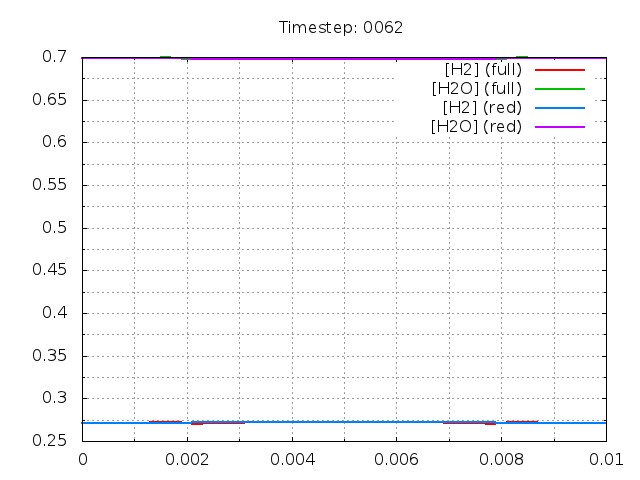 Timestep: 0062
0.7
0.65
0.6
0.55
0.5
0.45
0.4
0.35
0.3
0.25
[H2] (full)
[H2O] (full)
[H2] (red)
[H2O] (red)
0 0.002 0.004 0.006 0.008 0.01